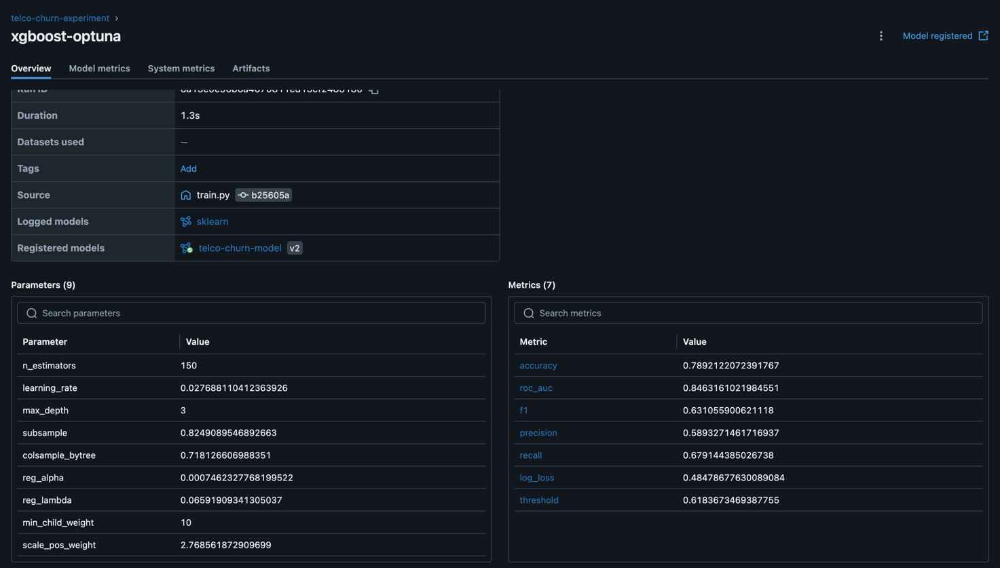 telco-churn-experiment ›
xgboost-optuna
Model registered
Overview Model metrics System metrics Artifacts
Run ID
Duration 1.3s
Datasets used —
Tags Add
Source train.py b25605a
Logged models sklearn
Registered models telco-churn-model v2
Parameters (9)
Search parameters
Parameter Value
n_estimators 150
learning_rate 0.027688110412363926
max_depth 3
subsample 0.8249089546892663
colsample_bytree 0.718126606988351
reg_alpha 0.0007462327768199522
reg_lambda 0.06591909341305037
min_child_weight 10
scale_pos_weight 2.768561872909699
Metrics (7)
Search metrics
Metric Value
accuracy 0.7892122072391767
roc_auc 0.8463161021984551
f1 0.631055900621118
precision 0.5893271461716937
recall 0.679144385026738
log_loss 0.48478677630089084
threshold 0.6183673469387755